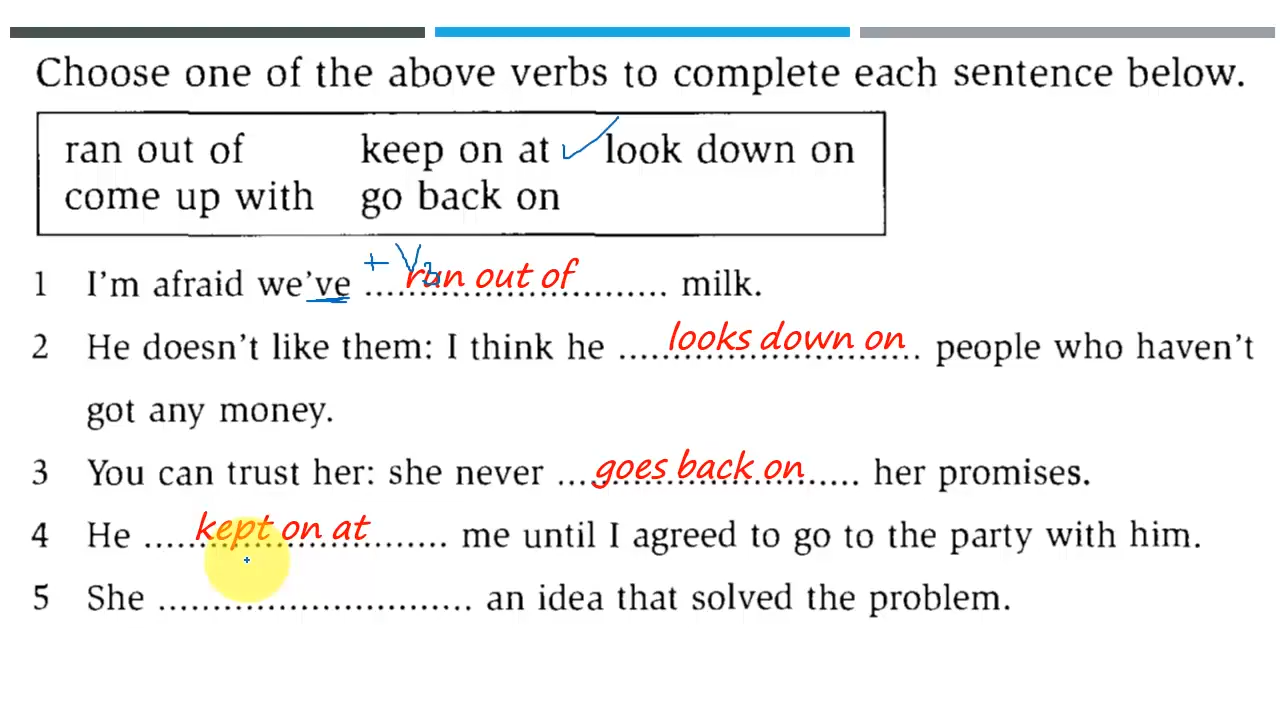 Choose one of the above verbs to complete each sentence below.
ran out of keep on at ✓ look down on
come up with go back on
+ V3
1 I'm afraid we've .....run out of..... milk.
2 He doesn't like them: I think he .....looks down on..... people who haven't
got any money.
3 You can trust her: she never .....goes back on..... her promises.
4 He .....kept on at..... me until I agreed to go to the party with him.
5 She ............................. an idea that solved the problem.